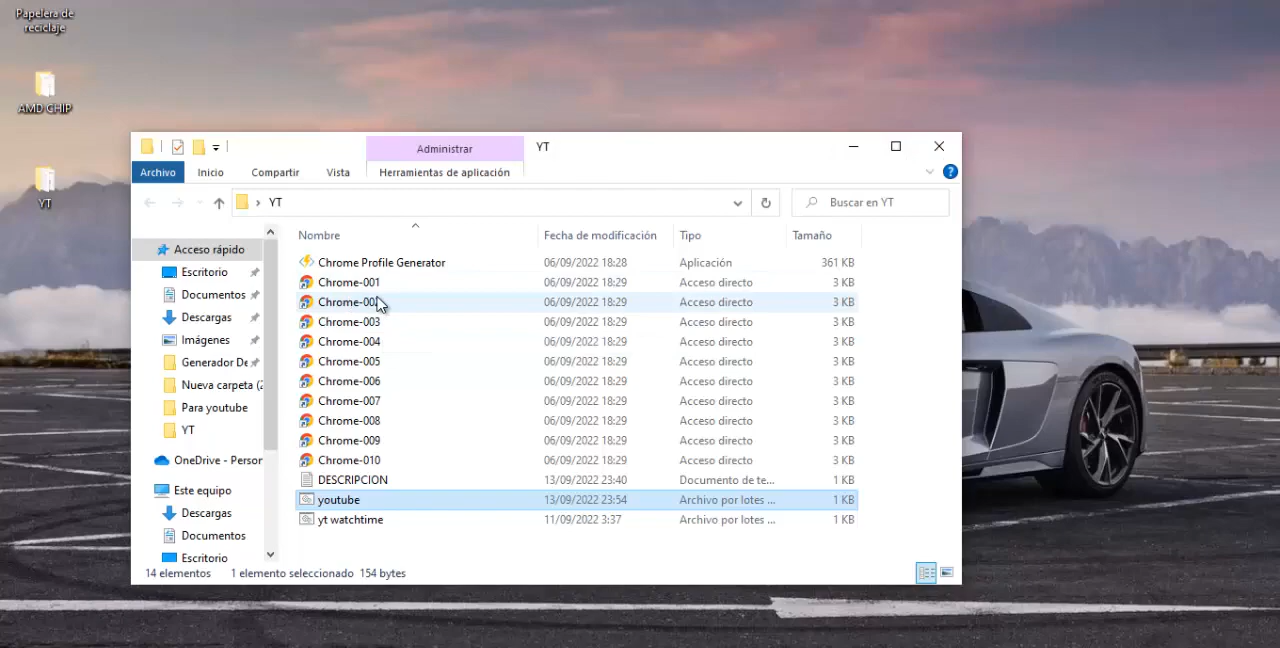 Papelera de
reciclaje
AMD CHIP
YT
Administrar
YT
Archivo
Inicio
Compartir
Vista
Herramientas de aplicación
YT
Buscar en YT
Nombre
Fecha de modificación
Tipo
Tamaño
Acceso rápido
Escritorio
Documentos
Descargas
Imágenes
Generador De
Nueva carpeta (2
Para youtube
YT
OneDrive - Person
Este equipo
Descargas
Documentos
Escritorio
Chrome Profile Generator 06/09/2022 18:28 Aplicación 361 KB
Chrome-001 06/09/2022 18:29 Acceso directo 3 KB
Chrome-002 06/09/2022 18:29 Acceso directo 3 KB
Chrome-003 06/09/2022 18:29 Acceso directo 3 KB
Chrome-004 06/09/2022 18:29 Acceso directo 3 KB
Chrome-005 06/09/2022 18:29 Acceso directo 3 KB
Chrome-006 06/09/2022 18:29 Acceso directo 3 KB
Chrome-007 06/09/2022 18:29 Acceso directo 3 KB
Chrome-008 06/09/2022 18:29 Acceso directo 3 KB
Chrome-009 06/09/2022 18:29 Acceso directo 3 KB
Chrome-010 06/09/2022 18:29 Acceso directo 3 KB
DESCRIPCION 13/09/2022 23:40 Documento de te... 1 KB
youtube 13/09/2022 23:54 Archivo por lotes ... 1 KB
yt watchtime 11/09/2022 3:37 Archivo por lotes ... 1 KB
14 elementos 1 elemento seleccionado 154 bytes